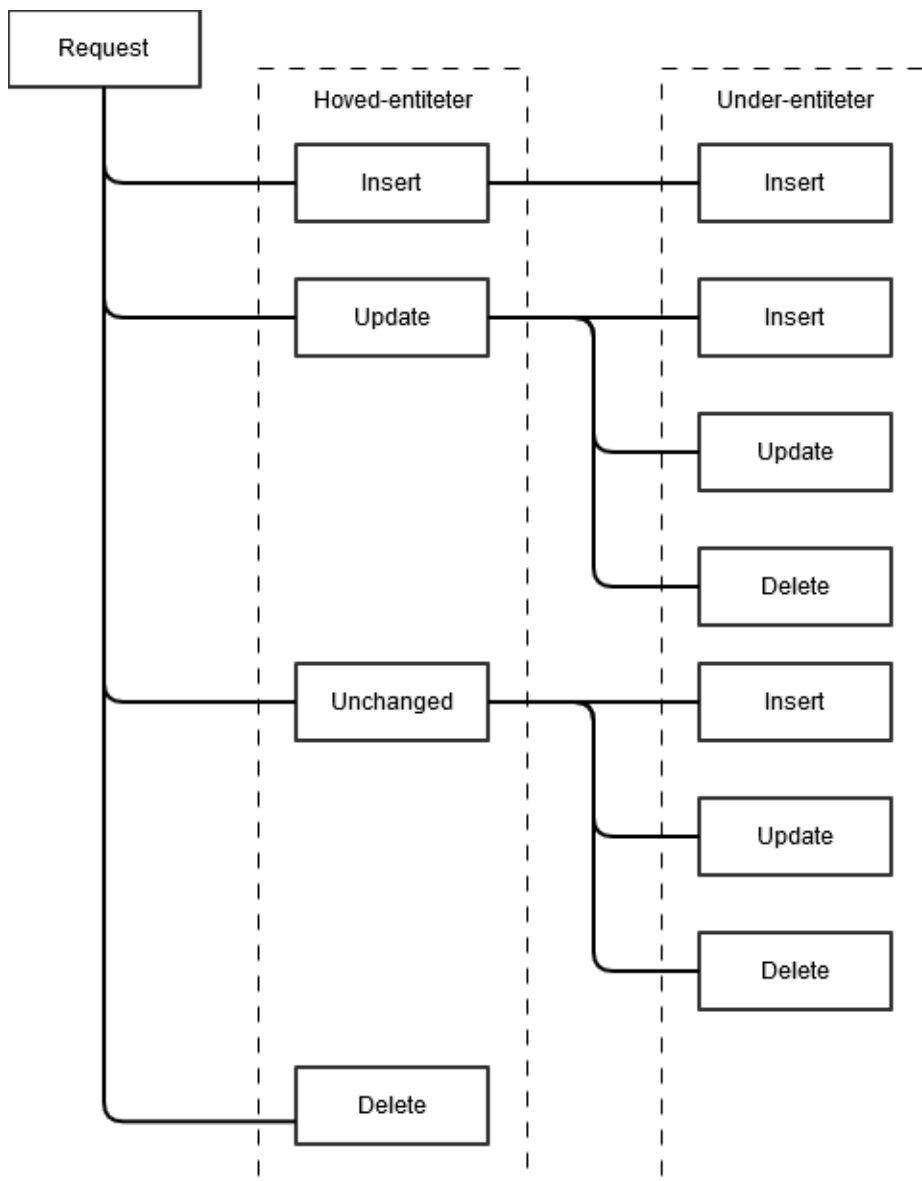 Request
Hoved-entiteter
Under-entiteter
Insert
Insert
Update
Insert
Update
Delete
Unchanged
Insert
Update
Delete
Delete